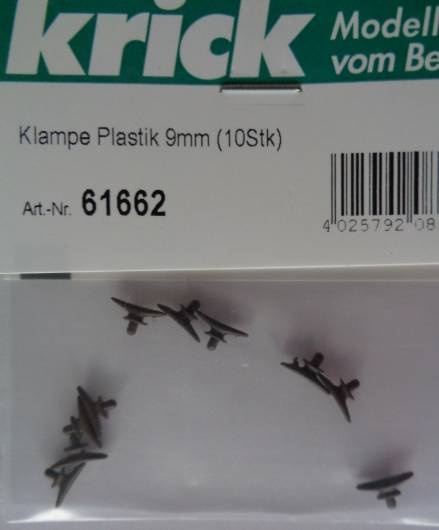 krick
Modell
vom Be
Klampe Plastik 9mm (10Stk)
Art.-Nr. 61662
4 025792 08